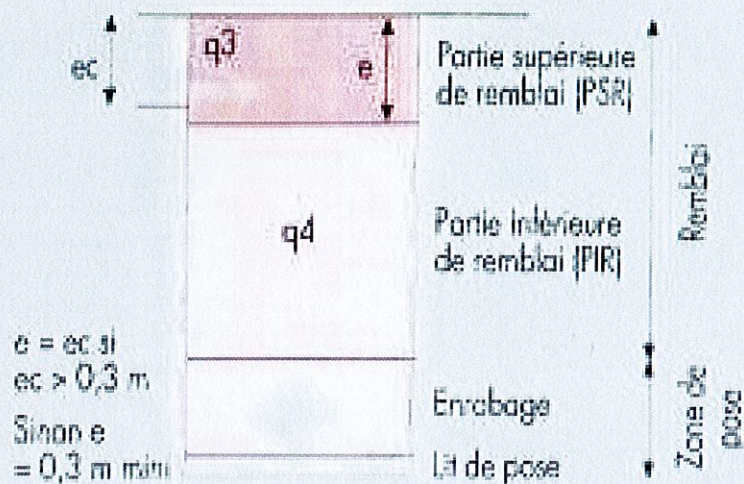 ec
q3
e
Partie supérieure
de remblai (PSR)
Remblai
q4
Partie inférieure
de remblai (PIR)
e = ec si
ec > 0,3 m
Sinon e
= 0,3 m mini
Enrobage
Lit de pose
Zone de
pose